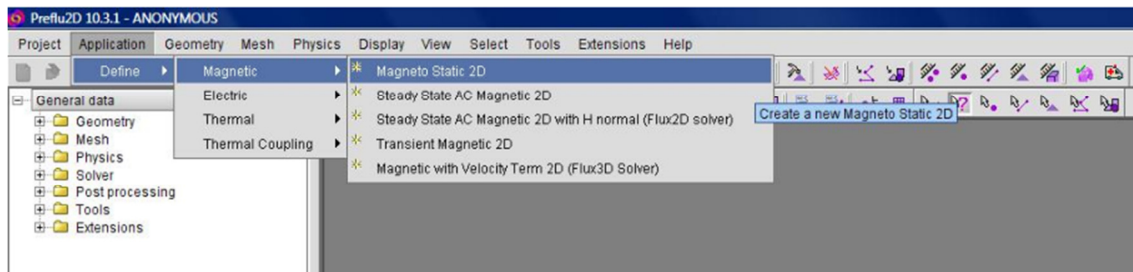 Preflu2D 10.3.1 - ANONYMOUS
Project Application Geometry Mesh Physics Display View Select Tools Extensions Help
Define Magnetic Magneto Static 2D
General data Electric Steady State AC Magnetic 2D
Geometry Thermal Steady State AC Magnetic 2D with H normal (Flux2D solver) Create a new Magneto Static 2D
Mesh Thermal Coupling Transient Magnetic 2D
Physics Magnetic with Velocity Term 2D (Flux3D Solver)
Solver
Post processing
Tools
Extensions